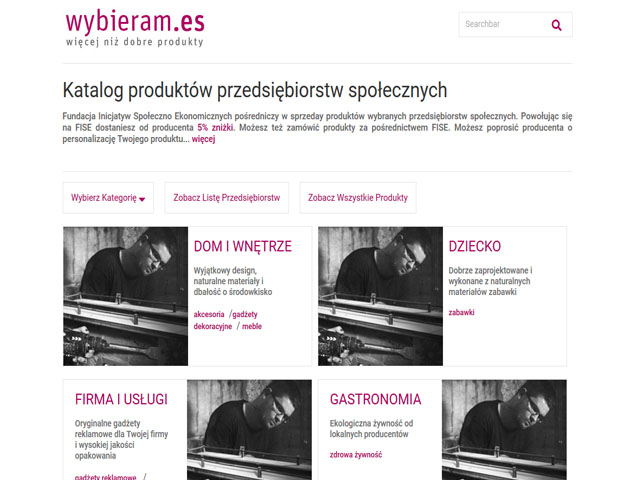 wybieram.es
więcej niż dobre produkty
Searchbar
Katalog produktów przedsiębiorstw społecznych
Fundacja Inicjatyw Społeczno Ekonomicznych pośredniczy w sprzedaży produktów wybranych przedsiębiorstw społecznych. Powołując się
na FISE dostaniesz od producenta 5% zniżki. Możesz też zamówić produkty za pośrednictwem FISE. Możesz poprosić producenta o
personalizację Twojego produktu... więcej
Wybierz Kategorię
Zobacz Listę Przedsiębiorstw
Zobacz Wszystkie Produkty
DOM I WNĘTRZE
Wyjątkowy design,
naturalne materiały i
dbałość o środowkisko
akcesoria /gadżety
dekoracyjne / meble
DZIECKO
Dobrze zaprojektowane i
wykonane z naturalnych
materiałów zabawki
zabawki
FIRMA I USŁUGI
Oryginalne gadżety
reklamowe dla Twojej firmy
i wysokiej jakości
opakowania
gadżety reklamowe /
GASTRONOMIA
Ekologiczna żywność od
lokalnych producentów
zdrowa żywność